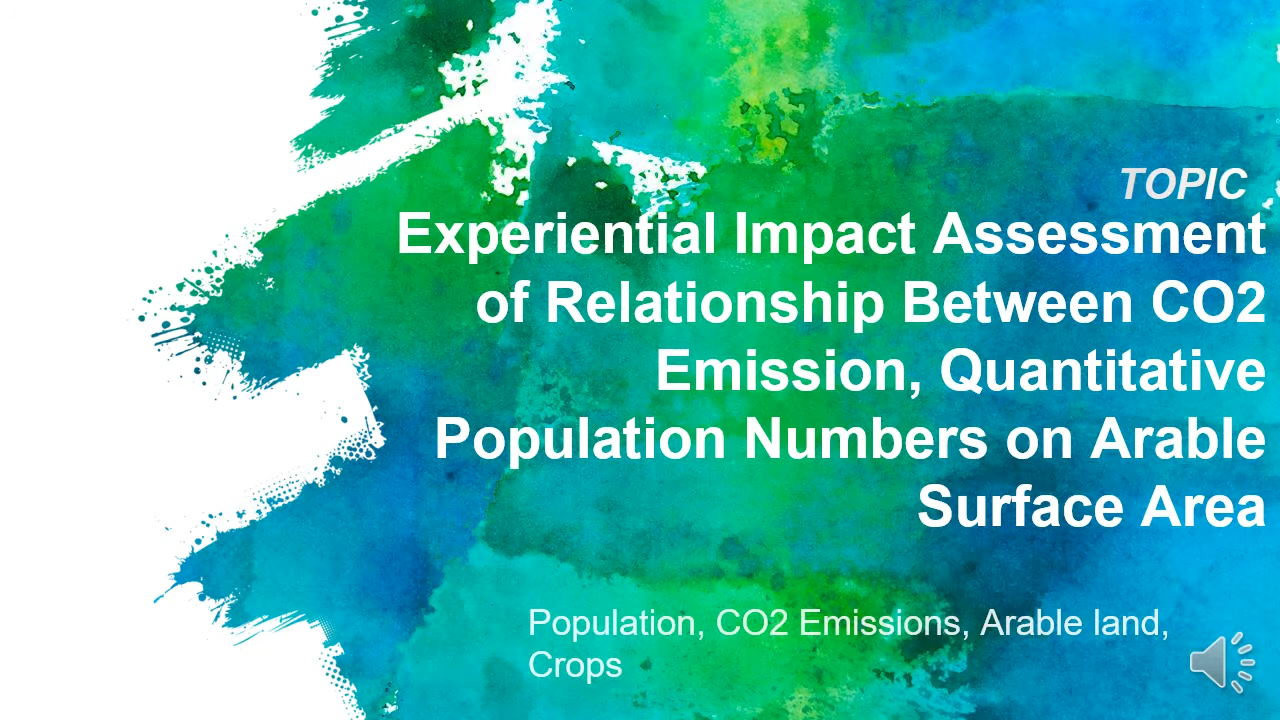 TOPIC
Experiential Impact Assessment
of Relationship Between CO2
Emission, Quantitative
Population Numbers on Arable
Surface Area
Population, CO2 Emissions, Arable land,
Crops